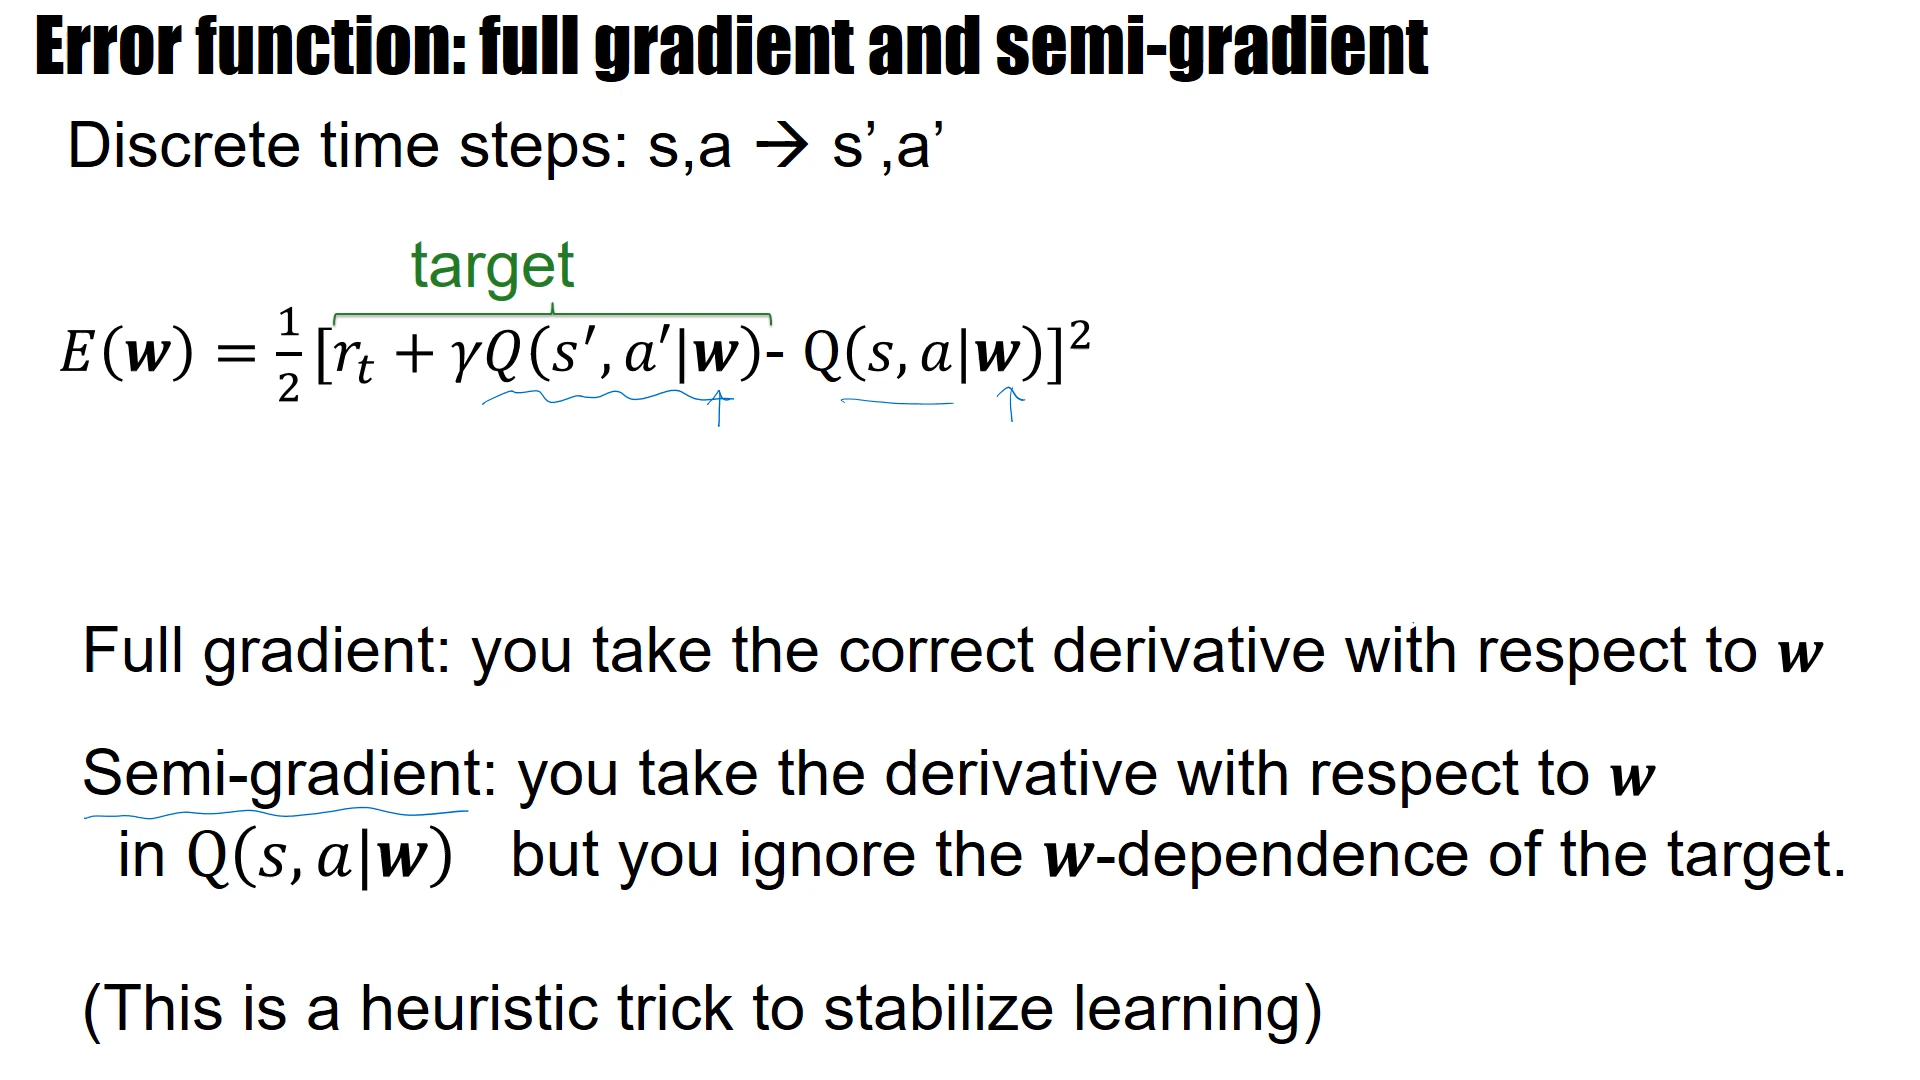 Error function: full gradient and semi-gradient
Discrete time steps: s,a → s’,a’
target
E(w) = 1/2 [r_t + γQ(s′, a′|w)- Q(s, a|w)]²
Full gradient: you take the correct derivative with respect to w
Semi-gradient: you take the derivative with respect to w
in Q(s, a|w) but you ignore the w-dependence of the target.
(This is a heuristic trick to stabilize learning)